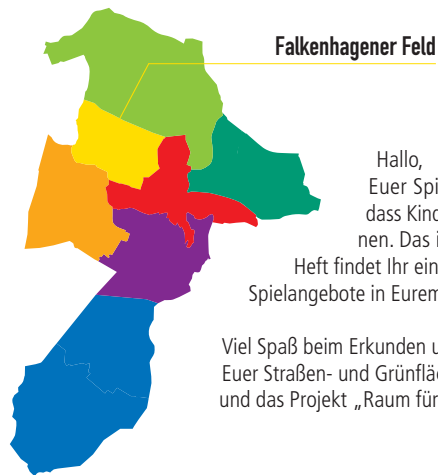 Falkenhagener Feld
Hallo,
Euer Spi
dass Kind
nen. Das i
Heft findet Ihr ein
Spielangebote in Eurem
Viel Spaß beim Erkunden u
Euer Straßen- und Grünfläc
und das Projekt „Raum für